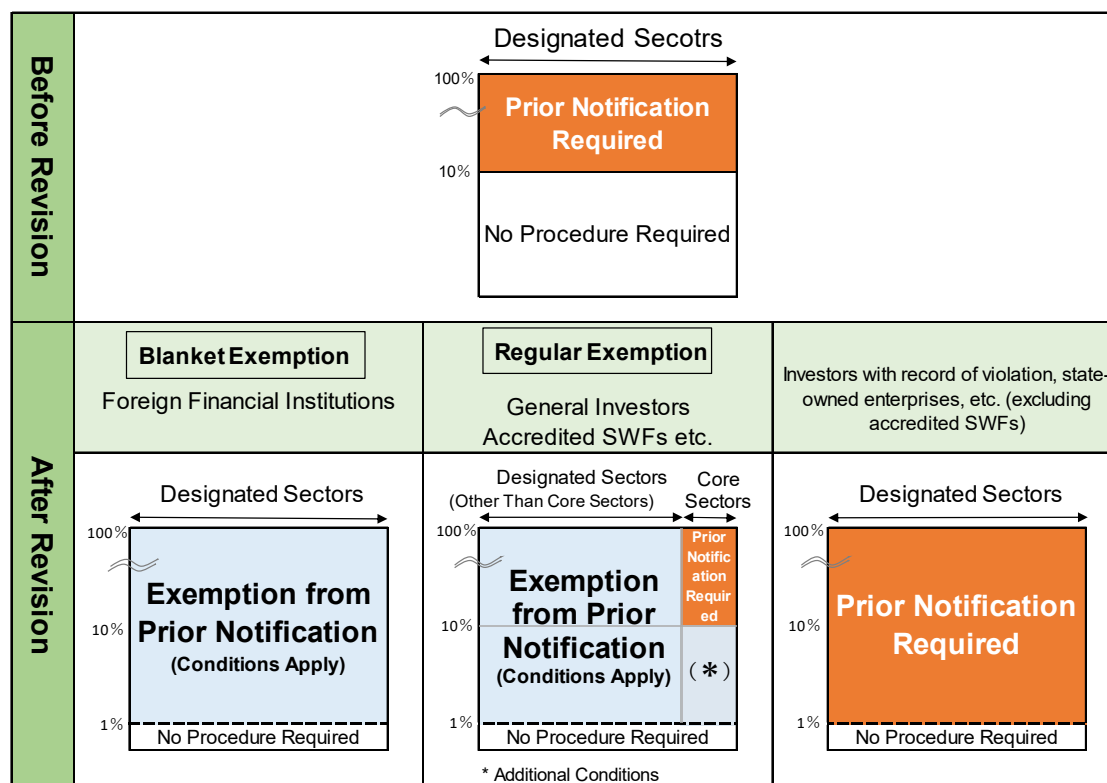 Before Revision
Designated Secotrs
100%
Prior Notification
Required
10%
No Procedure Required
After Revision
Blanket Exemption
Foreign Financial Institutions
Regular Exemption
General Investors
Accredited SWFs etc.
Investors with record of violation, state-
owned enterprises, etc. (excluding
accredited SWFs)
Designated Sectors
100%
Exemption from
Prior Notification
(Conditions Apply)
10%
1%
No Procedure Required
Designated Sectors
(Other Than Core Sectors)
Core
Sectors
100%
Exemption
from Prior
Notification
(Conditions Apply)
Prior
Notific
ation
Requir
ed
10%
(*)
1%
No Procedure Required
* Additional Conditions
Designated Sectors
100%
Prior Notification
Required
10%
1%
No Procedure Required